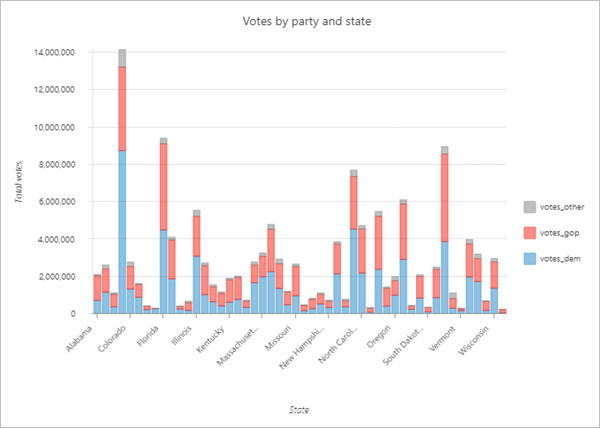 Votes by party and state
14,000,000
12,000,000
10,000,000
8,000,000
6,000,000
4,000,000
2,000,000
0
Total votes
votes_other
votes_gop
votes_dem
Alabama
Colorado
Florida
Illinois
Kentucky
Massachuset...
Missouri
New Hampshi...
North Carol...
Oregon
South Dakot...
Vermont
Wisconsin
State